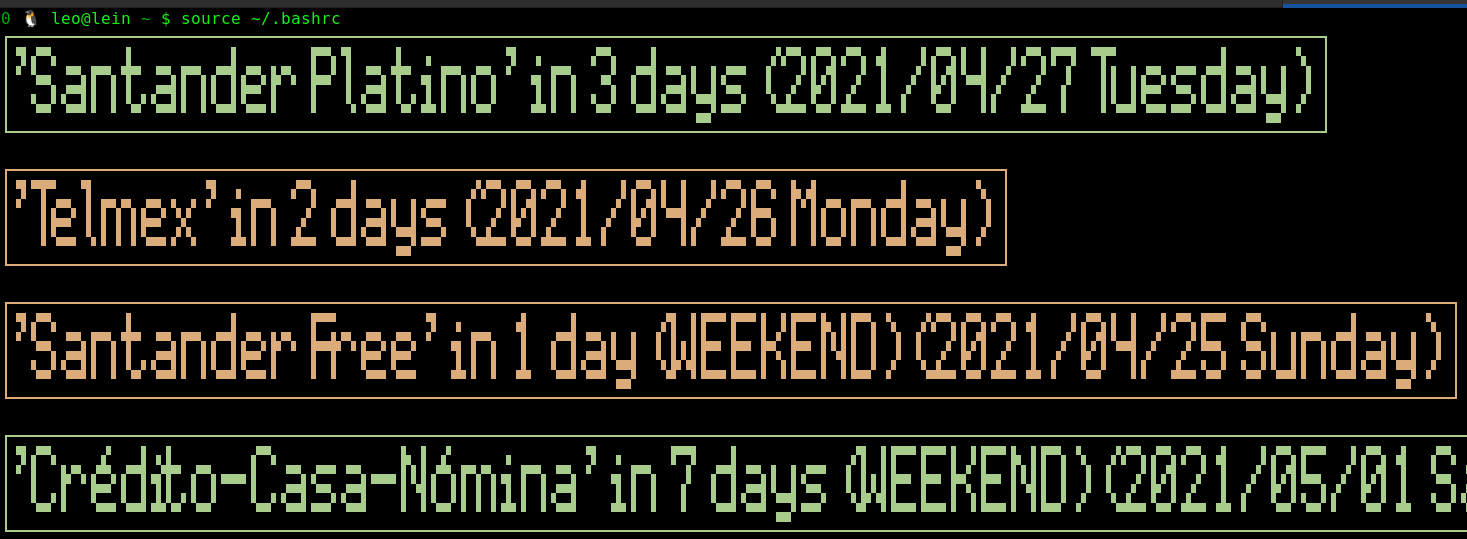 0 🐧 leo@lein ~ $ source ~/.bashrc
'Santander Platino' in 3 days (2021/04/27 Tuesday)
'Telmex' in 2 days (2021/04/26 Monday)
'Santander Free' in 1 day (WEEKEND) (2021/04/25 Sunday)
'Crédito-Casa-Nómina' in 7 days (WEEKEND) (2021/05/01